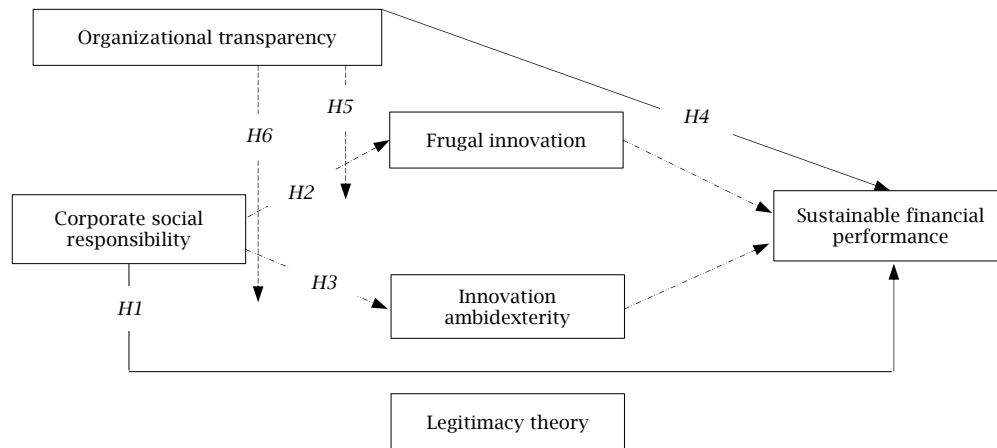 Organizational transparency
H5
H4
H6
Frugal innovation
H2
Corporate social
responsibility
Sustainable financial
performance
H3
H1
Innovation
ambidexterity
Legitimacy theory